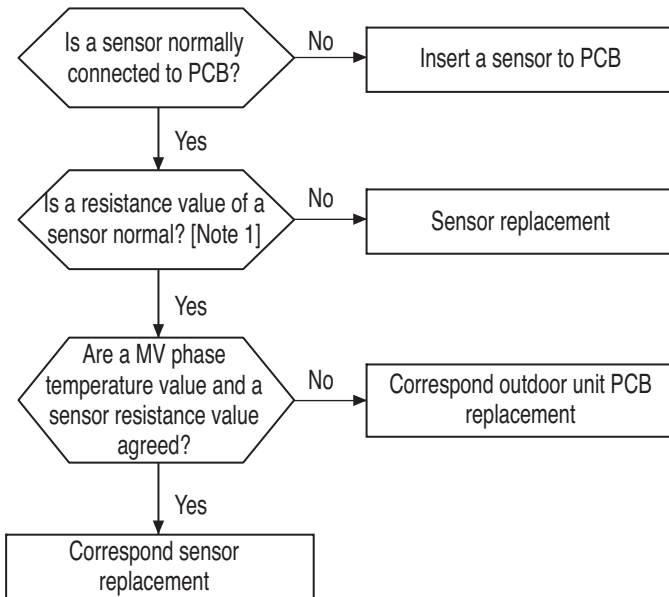 Is a sensor normally
connected to PCB?
No
Insert a sensor to PCB
Yes
Is a resistance value of a
sensor normal? [Note 1]
No
Sensor replacement
Yes
Are a MV phase
temperature value and a
sensor resistance value
agreed?
No
Correspond outdoor unit PCB
replacement
Yes
Correspond sensor
replacement